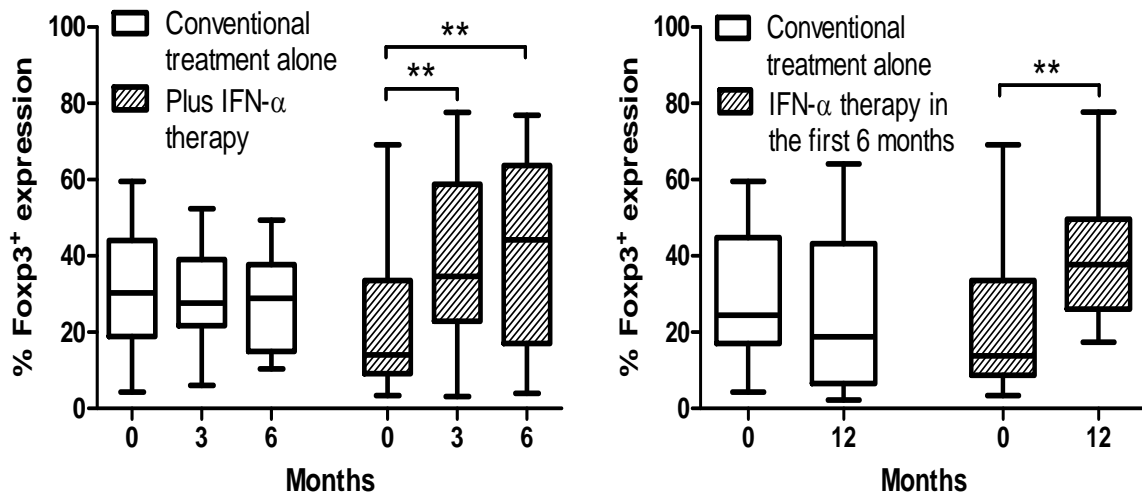 % Foxp3⁺ expression
100
80
60
40
20
0
Conventional
treatment alone
Plus IFN-α
therapy
**
**
0 3 6 0 3 6
Months
% Foxp3⁺ expression
100
80
60
40
20
0
Conventional
treatment alone
IFN-α therapy in
the first 6 months
**
0 12 0 12
Months